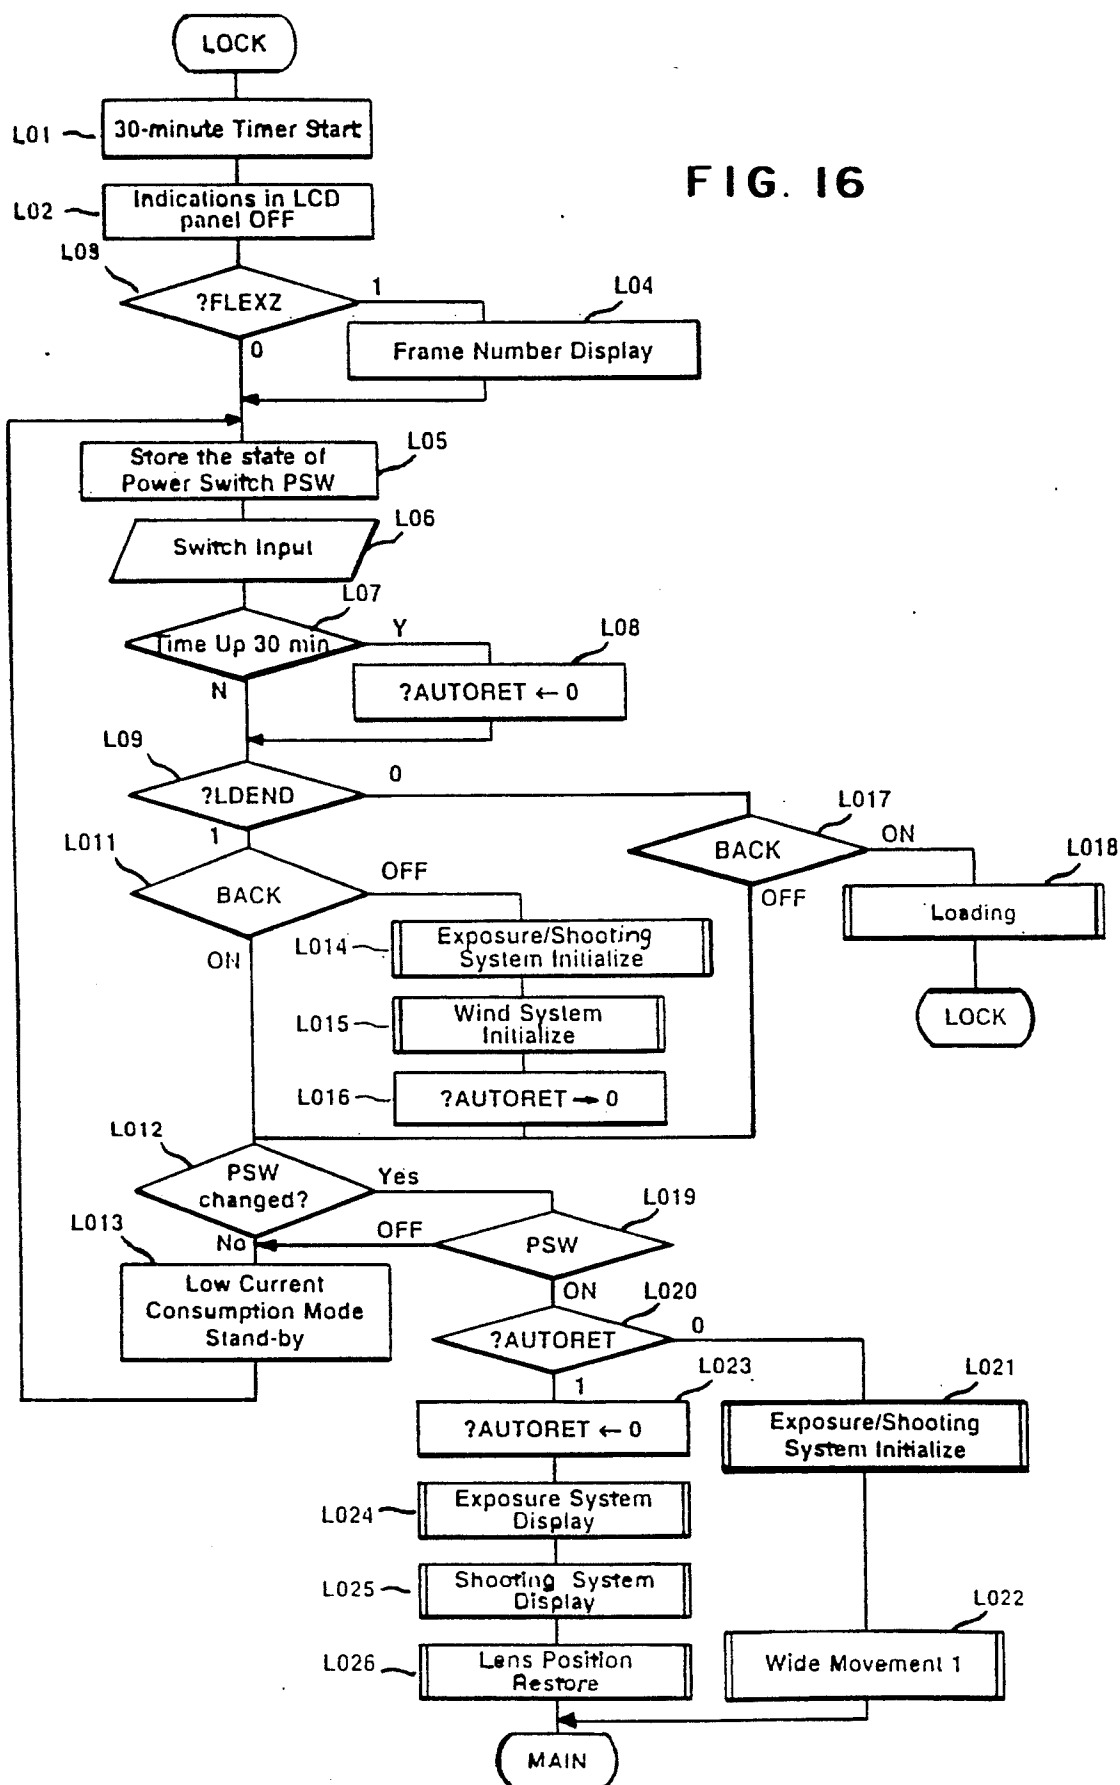 LOCK
L01
30-minute Timer Start
FIG. 16
L02
Indications in LCD
panel OFF
L03
?FLEXZ
1
0
L04
Frame Number Display
L05
Store the state of
Power Switch PSW
L06
Switch Input
L07
Time Up 30 min
Y
N
L08
?AUTORET ← 0
L09
?LDEND
0
1
L017
BACK
ON
OFF
L018
Loading
LOCK
L011
BACK
OFF
ON
L014
Exposure/Shooting
System Initialize
L015
Wind System
Initialize
L016
?AUTORET → 0
L012
PSW
changed?
Yes
No
L019
PSW
OFF
ON
L013
Low Current
Consumption Mode
Stand-by
L020
?AUTORET
0
1
L023
?AUTORET ← 0
L021
Exposure/Shooting
System Initialize
L024
Exposure System
Display
L025
Shooting System
Display
L022
Wide Movement 1
L026
Lens Position
Restore
MAIN